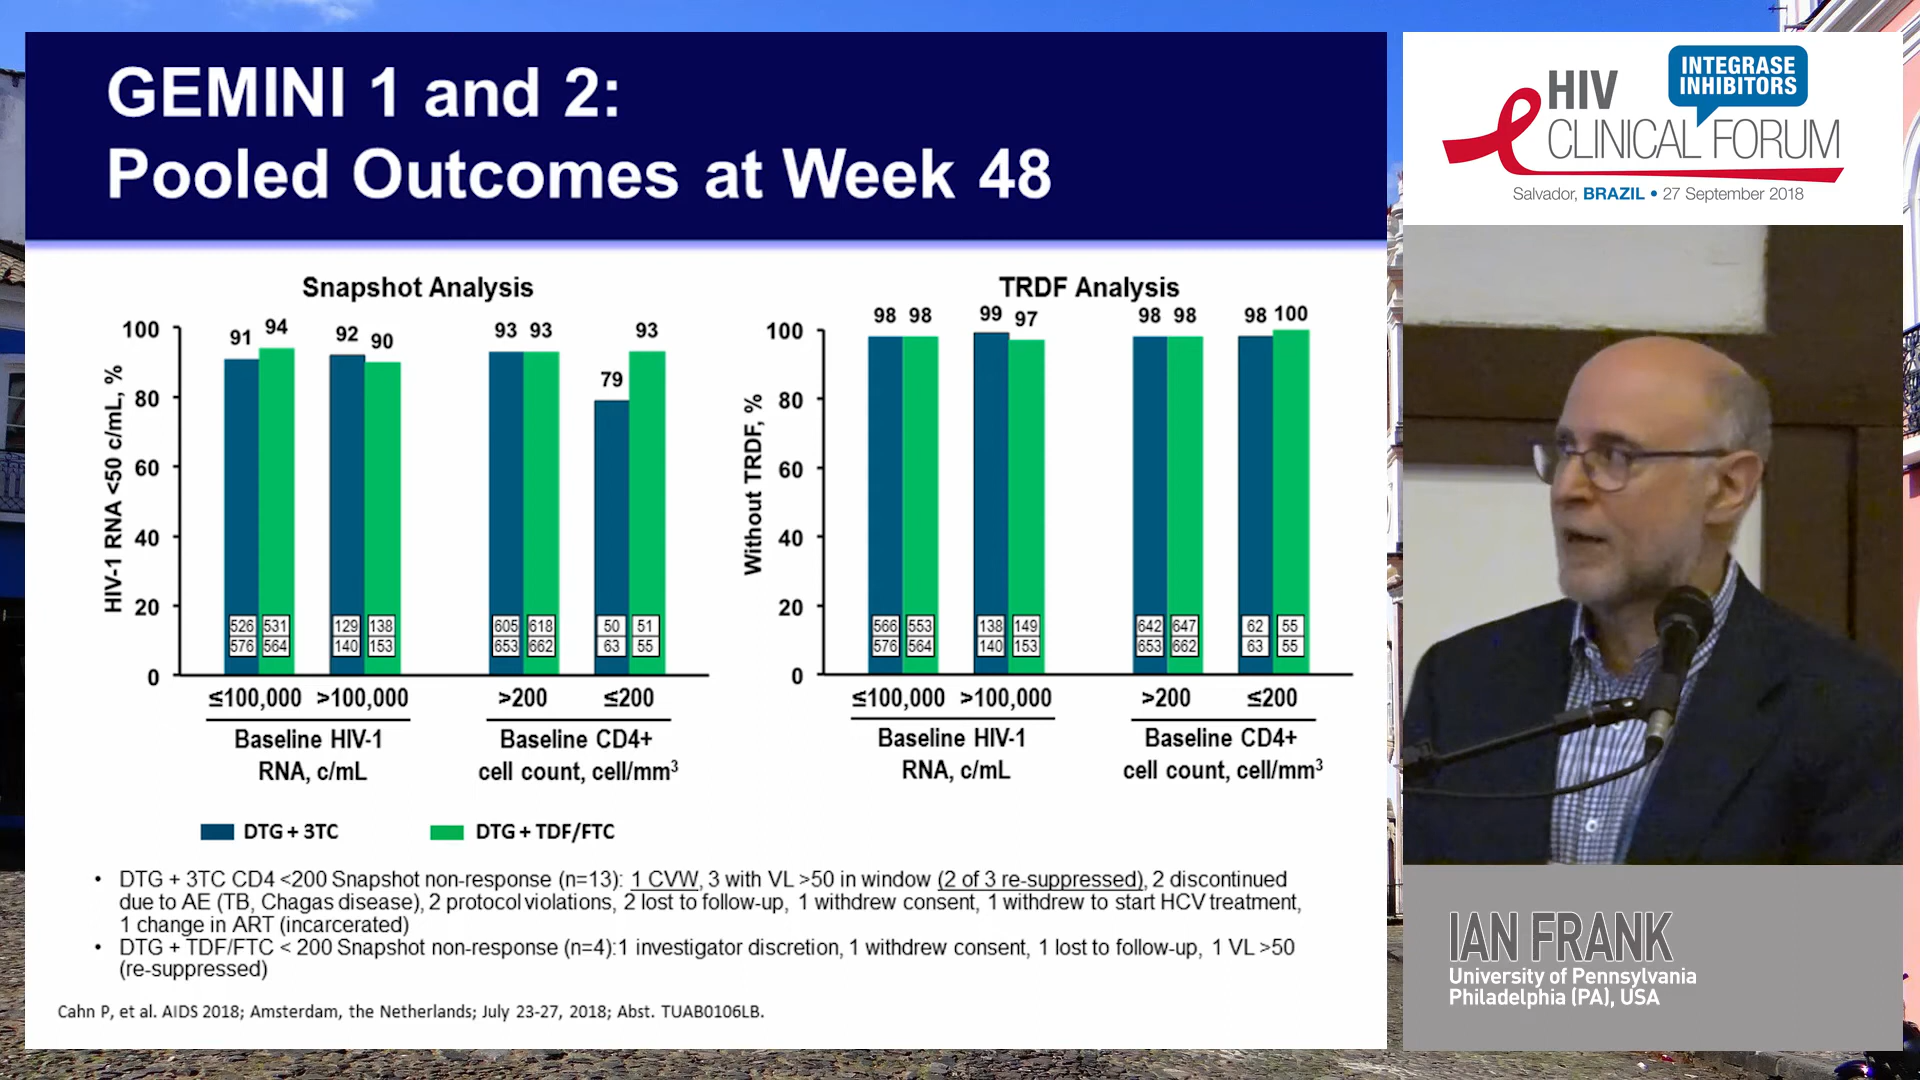 GEMINI 1 and 2:
Pooled Outcomes at Week 48
Snapshot Analysis
HIV-1 RNA <50 c/mL, %
100
80
60
40
20
0
91 94 92 90 93 93 79 93
526 531 129 138 605 618 50 51
576 564 140 153 653 662 63 55
≤100,000 >100,000 >200 ≤200
Baseline HIV-1 RNA, c/mL
Baseline CD4+ cell count, cell/mm³
TRDF Analysis
Without TRDF, %
100
80
60
40
20
0
98 98 99 97 98 98 98 100
566 553 138 149 642 647 62 55
576 564 140 153 653 662 63 55
≤100,000 >100,000 >200 ≤200
Baseline HIV-1 RNA, c/mL
Baseline CD4+ cell count, cell/mm³
DTG + 3TC DTG + TDF/FTC
• DTG + 3TC CD4 <200 Snapshot non-response (n=13): 1 CVW, 3 with VL >50 in window (2 of 3 re-suppressed), 2 discontinued
due to AE (TB, Chagas disease), 2 protocol violations, 2 lost to follow-up, 1 withdrew consent, 1 withdrew to start HCV treatment,
1 change in ART (incarcerated)
• DTG + TDF/FTC < 200 Snapshot non-response (n=4):1 investigator discretion, 1 withdrew consent, 1 lost to follow-up, 1 VL >50
(re-suppressed)
Cahn P, et al. AIDS 2018; Amsterdam, the Netherlands; July 23-27, 2018; Abst. TUAB0106LB.
INTEGRASE
INHIBITORS
HIV
CLINICAL FORUM
Salvador, BRAZIL • 27 September 2018
IAN FRANK
University of Pennsylvania
Philadelphia (PA), USA